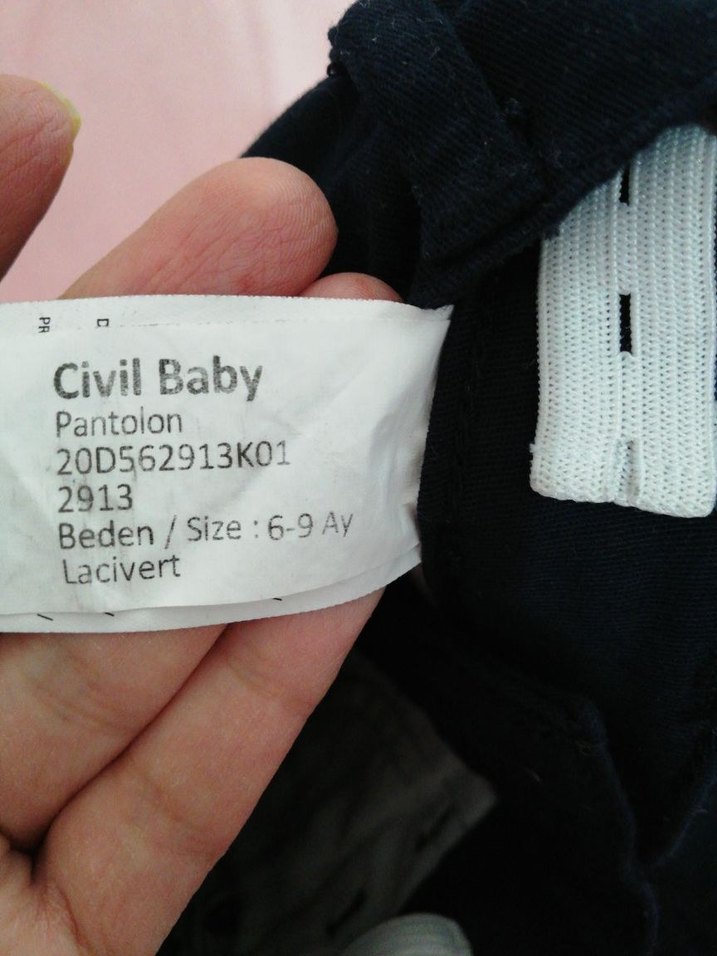 Civil Baby
Pantolon
20D562913K01
2913
Beden / Size : 6-9 Ay
Lacivert